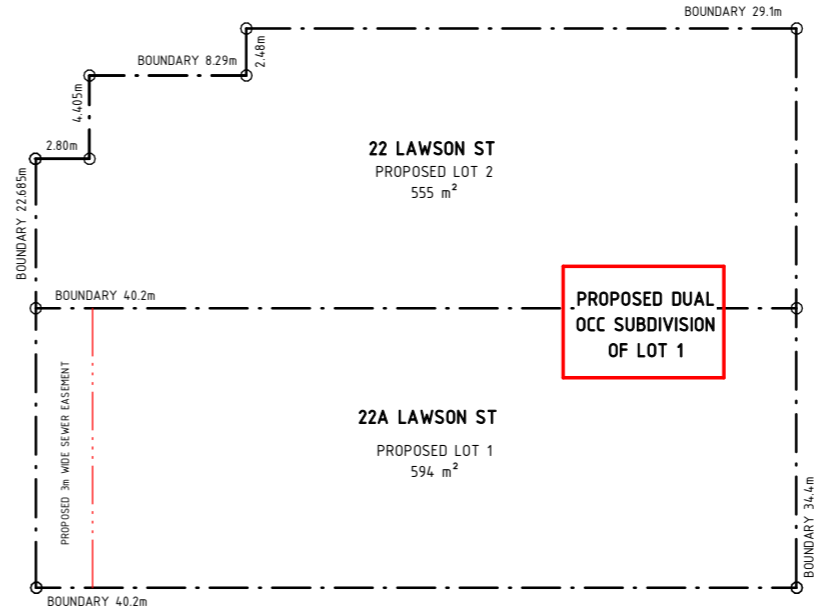 BOUNDARY 29.1m
BOUNDARY 8.29m
2.48m
4.405m
2.80m
22 LAWSON ST
PROPOSED LOT 2
555 m²
BOUNDARY 22.685m
BOUNDARY 40.2m
PROPOSED DUAL
OCC SUBDIVISION
OF LOT 1
PROPOSED 3m WIDE SEWER EASEMENT
22A LAWSON ST
PROPOSED LOT 1
594 m²
BOUNDARY 34.4m
BOUNDARY 40.2m